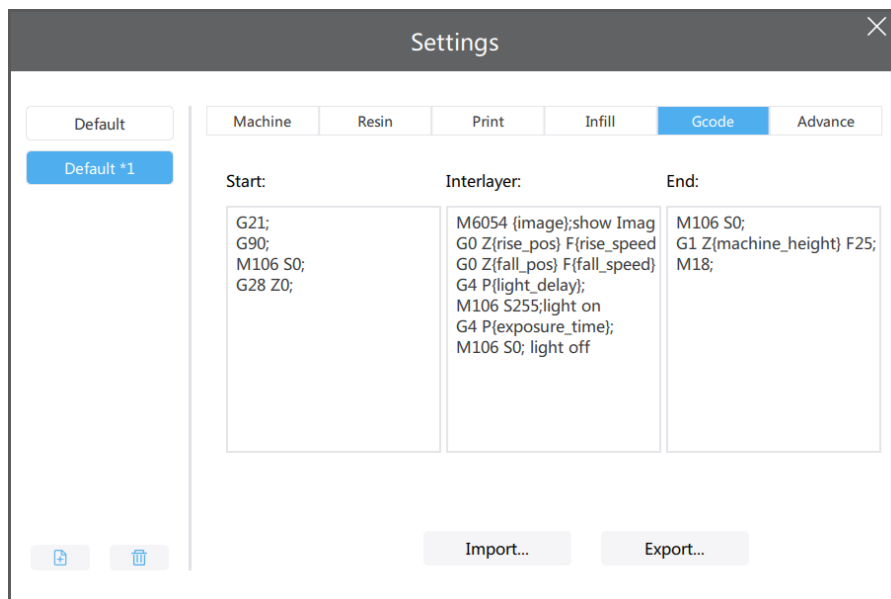 Settings
Default
Default *1
Machine
Resin
Print
Infill
Gcode
Advance
Start:
G21;
G90;
M106 S0;
G28 Z0;
Interlayer:
M6054 {image};show Imag
G0 Z{rise_pos} F{rise_speed
G0 Z{fall_pos} F{fall_speed}
G4 P{light_delay};
M106 S255;light on
G4 P{exposure_time};
M106 S0; light off
End:
M106 S0;
G1 Z{machine_height} F25;
M18;
Import...
Export...